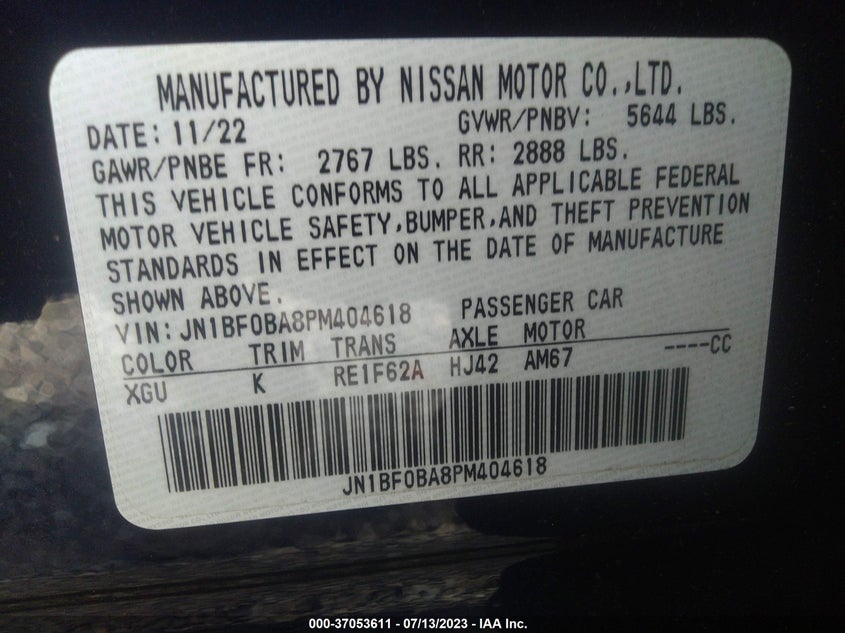 MANUFACTURED BY NISSAN MOTOR CO.,LTD.
DATE: 11/22 GVWR/PNBV: 5644 LBS.
GAWR/PNBE FR: 2767 LBS. RR: 2888 LBS.
THIS VEHICLE CONFORMS TO ALL APPLICABLE FEDERAL
MOTOR VEHICLE SAFETY,BUMPER,AND THEFT PREVENTION
STANDARDS IN EFFECT ON THE DATE OF MANUFACTURE
SHOWN ABOVE.
VIN:JN1BF0BA8PM404618 PASSENGER CAR
COLOR TRIM TRANS AXLE MOTOR
XGU K RE1F62A HJ42 AM67 ----CC
JN1BF0BA8PM404618
000-37053611 - 07/13/2023 - IAA Inc.